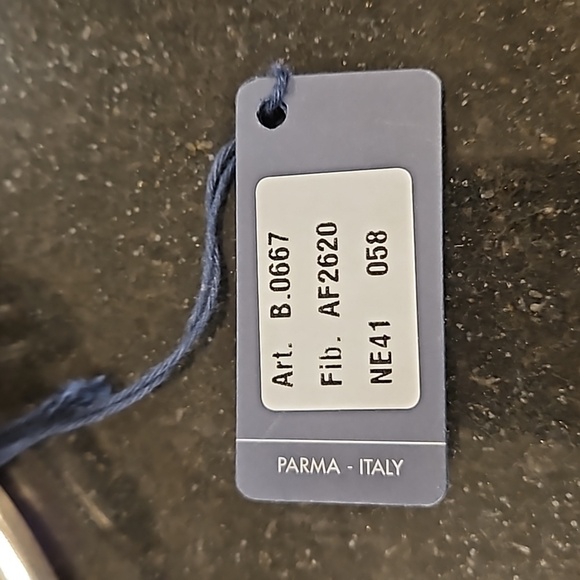 Art. B.0667
Fib. AF2620
NE41 058
PARMA - ITALY